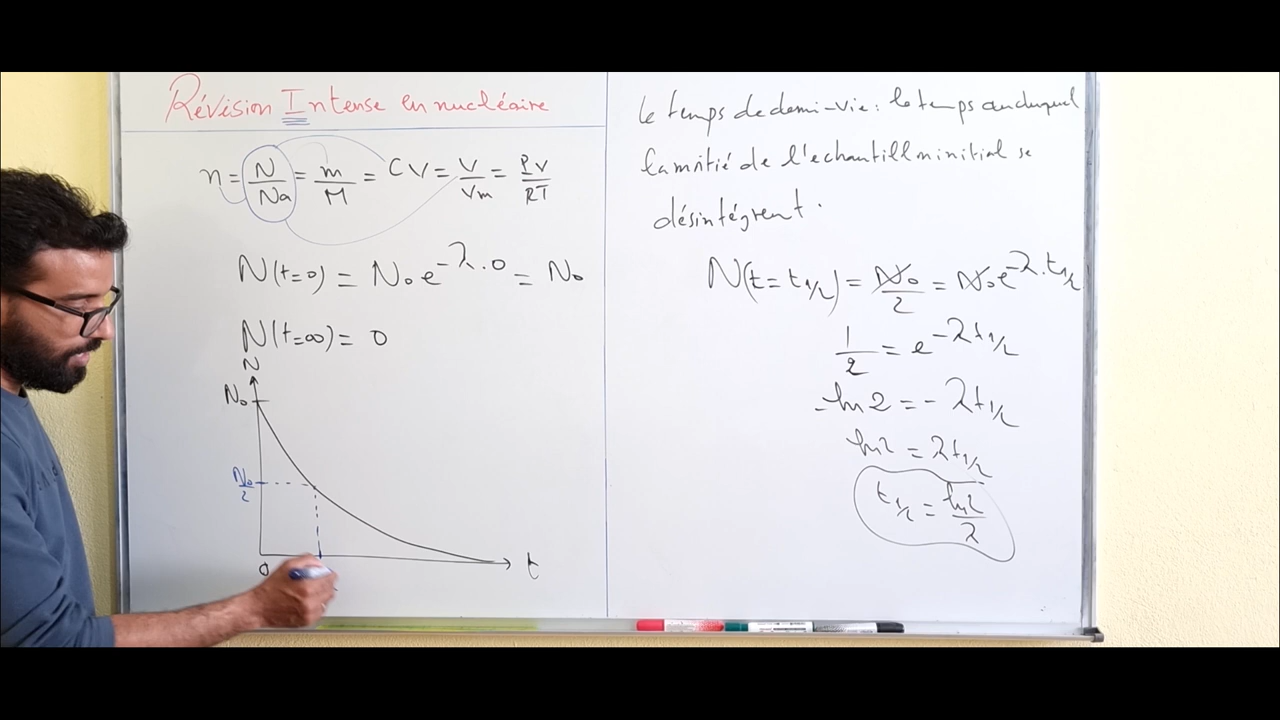 Révision Intense en nucléaire
n = N/Na = m/M = CV = V/Vm = PV/RT
N(t=0) = N₀e^(-λ.0) = N₀
N(t=∞) = 0
N
N₀
N₀/2
0
t
le temps de demi-vie : le temps au duquel
la moitié de l'echantillon initial se
désintégrent.
N(t = t1/2) = N₀/2 = N₀e^(-λ.t1/2)
1/2 = e^(-λt1/2)
-ln2 = -λt1/2
ln2 = λt1/2
t1/2 = ln2/λ